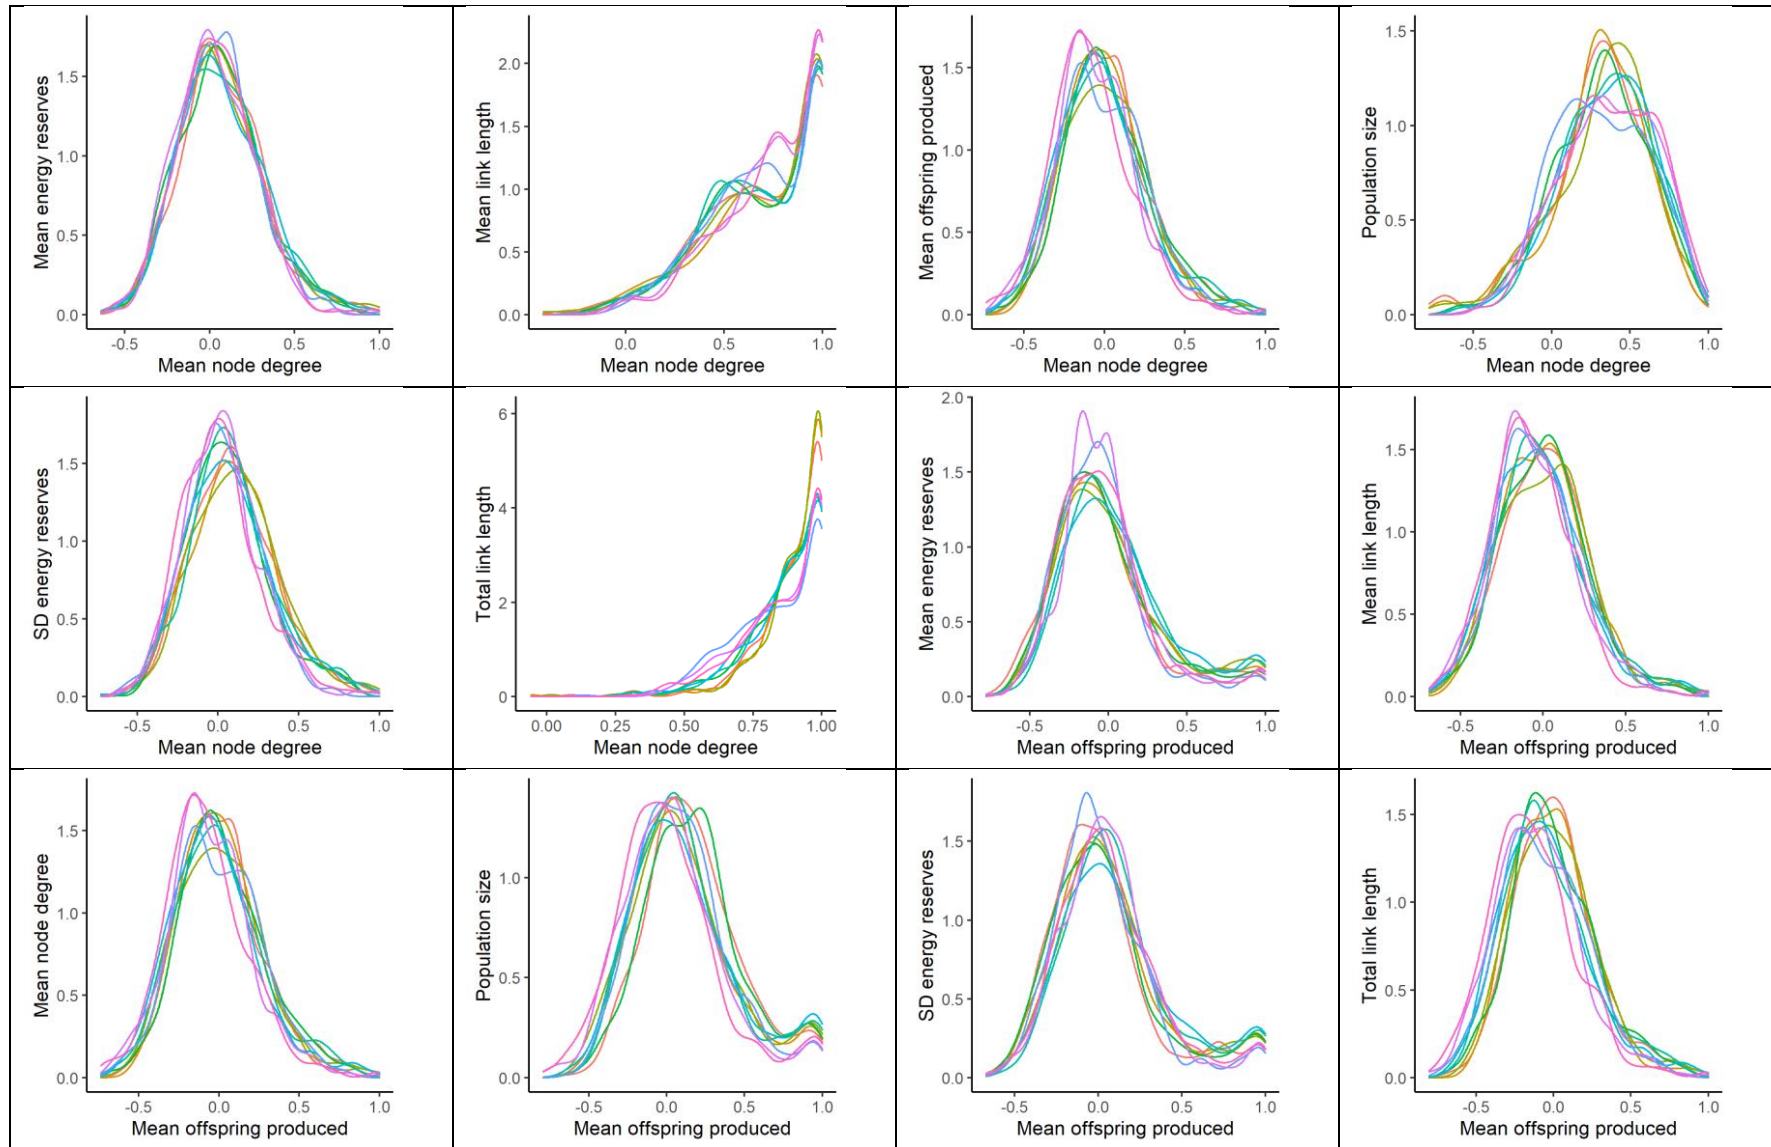 Mean energy reserves
1.5
1.0
0.5
0.0
-0.5 0.0 0.5 1.0
Mean node degree
Mean link length
2.0
1.5
1.0
0.5
0.0
0.0 0.5 1.0
Mean node degree
Mean offspring produced
1.5
1.0
0.5
0.0
-0.5 0.0 0.5 1.0
Mean node degree
Population size
1.5
1.0
0.5
0.0
-0.5 0.0 0.5 1.0
Mean node degree
SD energy reserves
1.5
1.0
0.5
0.0
-0.5 0.0 0.5 1.0
Mean node degree
Total link length
6
4
2
0
0.00 0.25 0.50 0.75 1.00
Mean node degree
Mean energy reserves
2.0
1.5
1.0
0.5
0.0
-0.5 0.0 0.5 1.0
Mean offspring produced
Mean link length
1.5
1.0
0.5
0.0
-0.5 0.0 0.5 1.0
Mean offspring produced
Mean node degree
1.5
1.0
0.5
0.0
-0.5 0.0 0.5 1.0
Mean offspring produced
Population size
1.0
0.5
0.0
-0.5 0.0 0.5 1.0
Mean offspring produced
SD energy reserves
1.5
1.0
0.5
0.0
-0.5 0.0 0.5 1.0
Mean offspring produced
Total link length
1.5
1.0
0.5
0.0
-0.5 0.0 0.5 1.0
Mean offspring produced